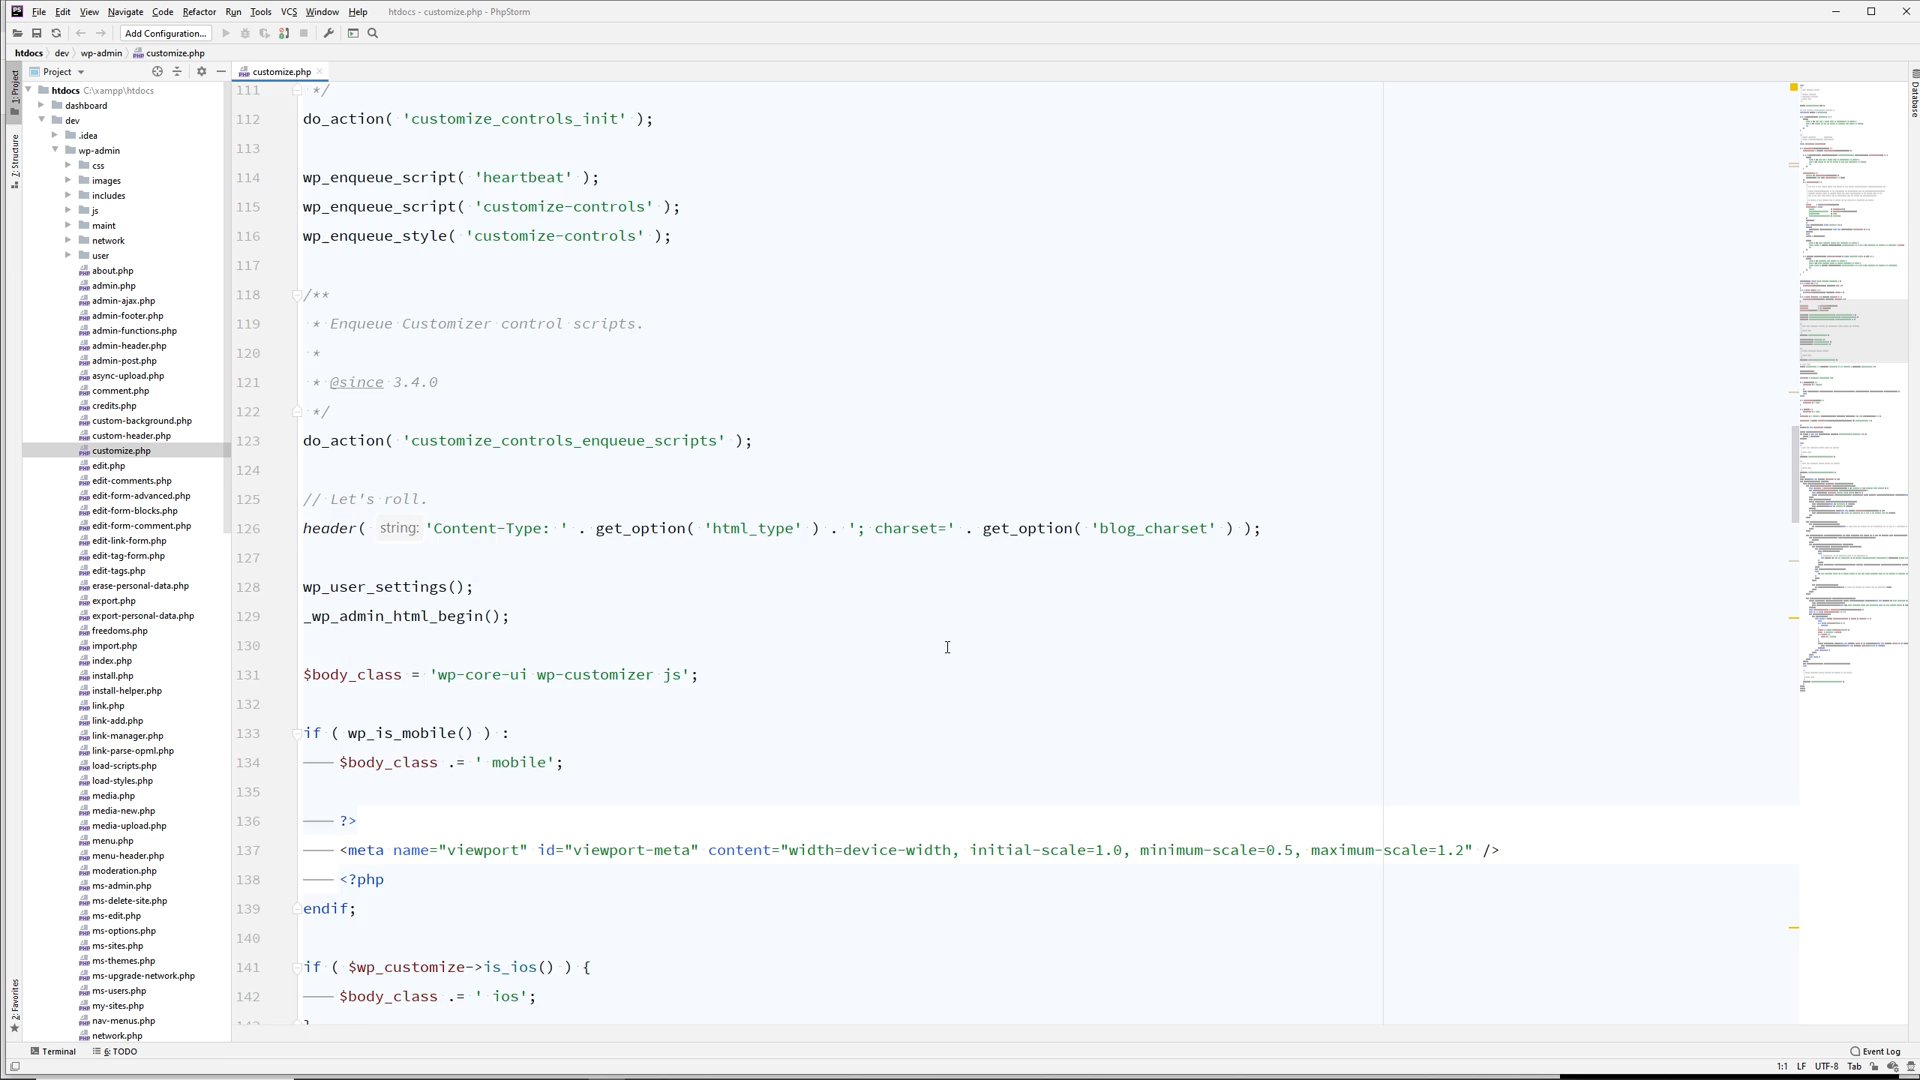 File Edit View Navigate Code Refactor Run Tools VCS Window Help htdocs - customize.php - PhpStorm
Add Configuration...
htdocs dev wp-admin customize.php
Project
customize.php
1: Project
7: Structure
2: Favorites
Database
htdocs C:\xampp\htdocs
dashboard
dev
.idea
wp-admin
css
images
includes
js
maint
network
user
about.php
admin.php
admin-ajax.php
admin-footer.php
admin-functions.php
admin-header.php
admin-post.php
async-upload.php
comment.php
credits.php
custom-background.php
custom-header.php
customize.php
edit.php
edit-comments.php
edit-form-advanced.php
edit-form-blocks.php
edit-form-comment.php
edit-link-form.php
edit-tag-form.php
edit-tags.php
erase-personal-data.php
export.php
export-personal-data.php
freedoms.php
import.php
index.php
install.php
install-helper.php
link.php
link-add.php
link-manager.php
link-parse-opml.php
load-scripts.php
load-styles.php
media.php
media-new.php
media-upload.php
menu.php
menu-header.php
moderation.php
ms-admin.php
ms-delete-site.php
ms-edit.php
ms-options.php
ms-sites.php
ms-themes.php
ms-upgrade-network.php
ms-users.php
my-sites.php
nav-menus.php
network.php
111 */
112 do_action( 'customize_controls_init' );
113
114 wp_enqueue_script( 'heartbeat' );
115 wp_enqueue_script( 'customize-controls' );
116 wp_enqueue_style( 'customize-controls' );
117
118 /**
119 * Enqueue Customizer control scripts.
120 *
121 * @since 3.4.0
122 */
123 do_action( 'customize_controls_enqueue_scripts' );
124
125 // Let's roll.
126 header( string: 'Content-Type: ' . get_option( 'html_type' ) . '; charset=' . get_option( 'blog_charset' ) );
127
128 wp_user_settings();
129 _wp_admin_html_begin();
130
131 $body_class = 'wp-core-ui wp-customizer js';
132
133 if ( wp_is_mobile() ) :
134 $body_class .= ' mobile';
135
136 ?>
137 <meta name="viewport" id="viewport-meta" content="width=device-width, initial-scale=1.0, minimum-scale=0.5, maximum-scale=1.2" />
138 <?php
139 endif;
140
141 if ( $wp_customize->is_ios() ) {
142 $body_class .= ' ios';
Terminal 6: TODO Event Log
1:1 LF UTF-8 Tab